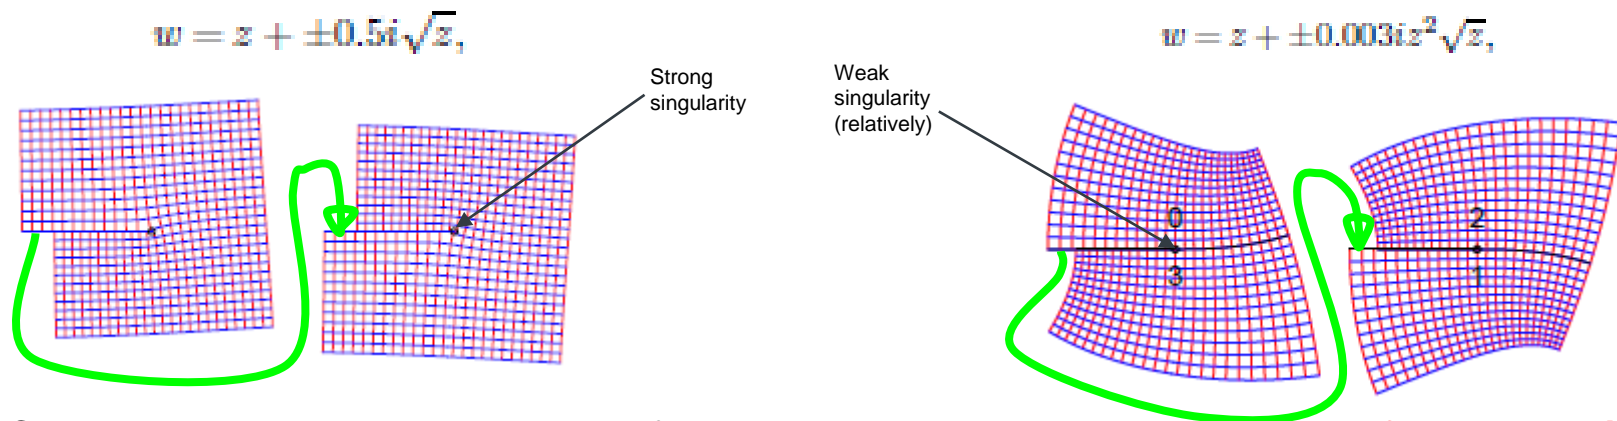 w = z + ±0.5i√z,
w = z + ±0.003iz²√z,
Strong
singularity
Weak
singularity
(relatively)
0
3
2
1